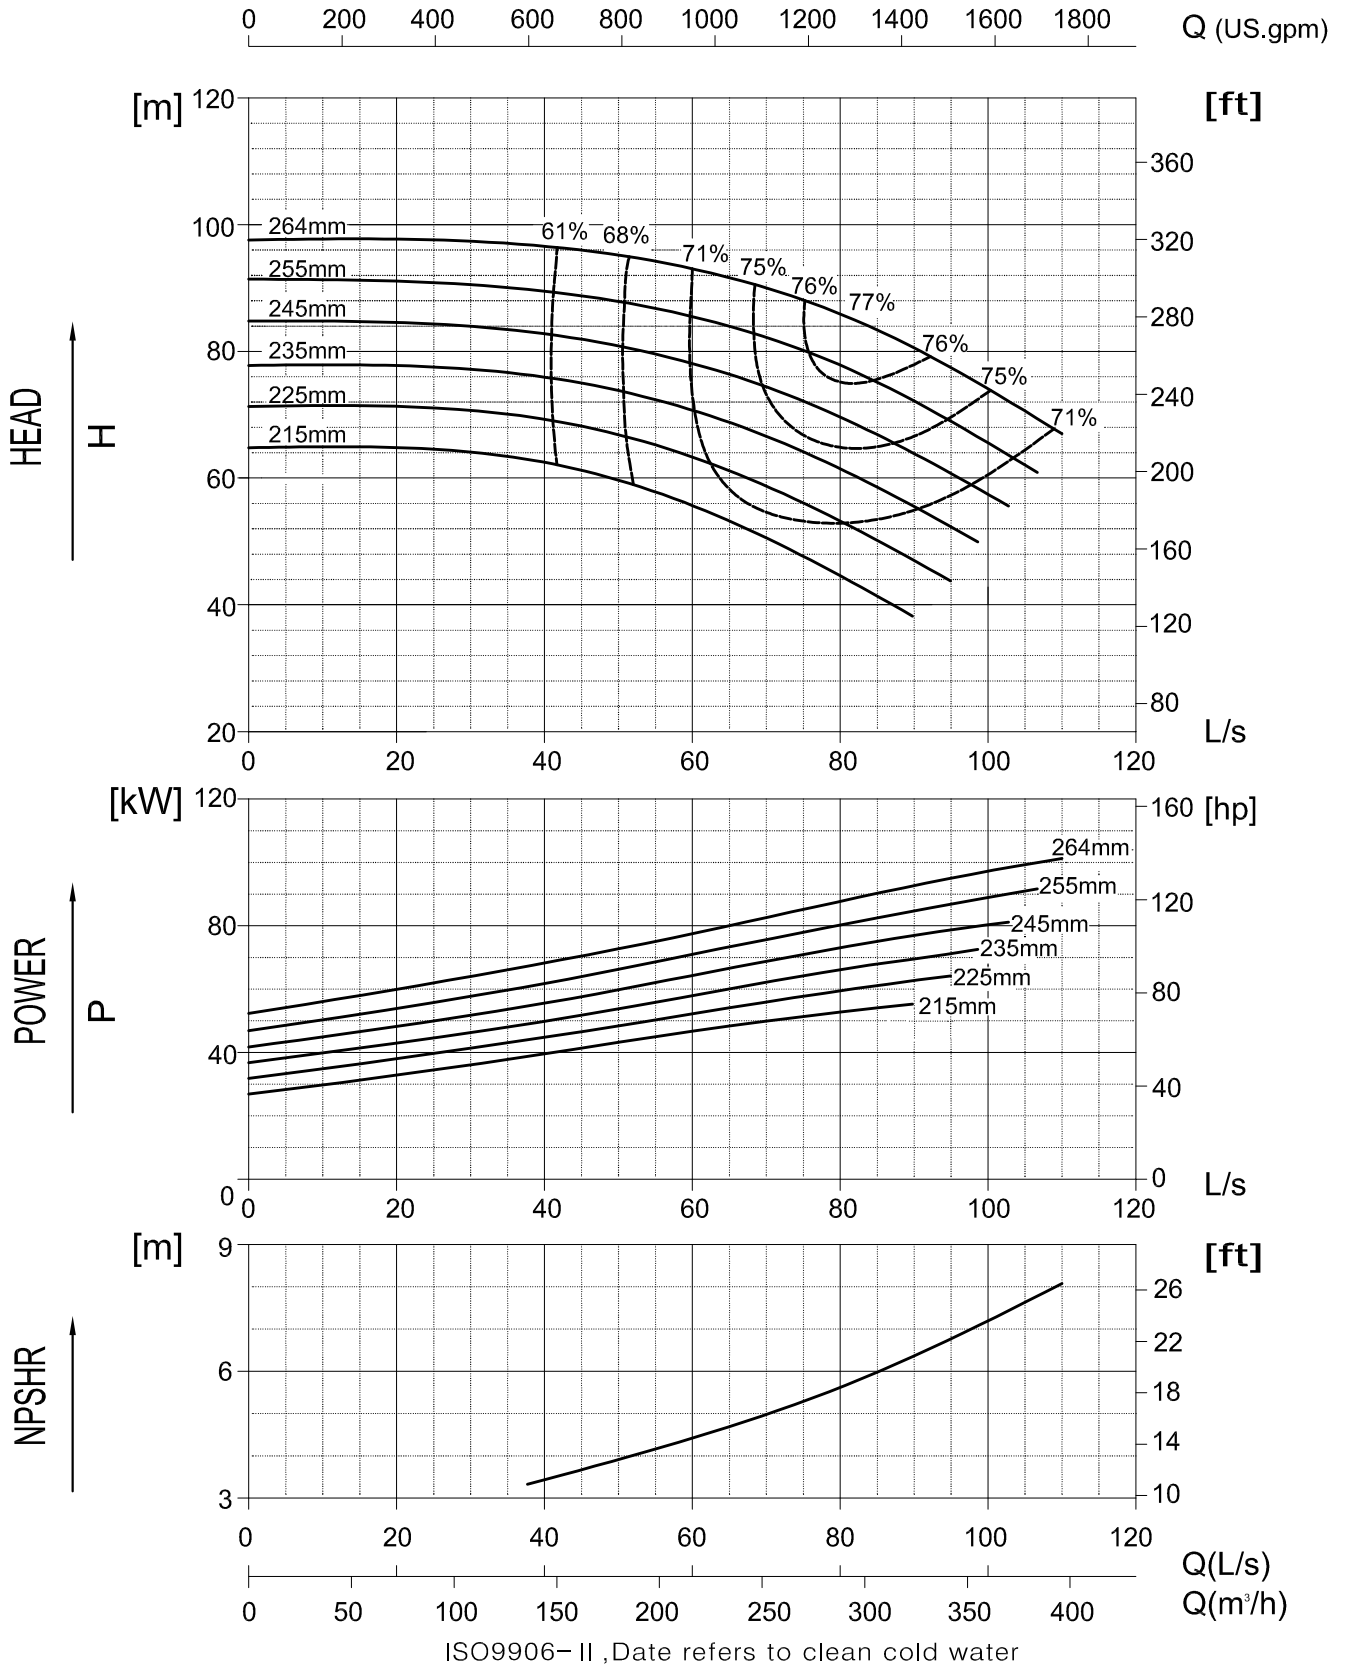 0 200 400 600 800 1000 1200 1400 1600 1800 Q (US.gpm)
[m] 120 [ft]
360
100 264mm 61% 68% 71% 75% 76% 77% 320
255mm
245mm 280
80 235mm 76%
225mm 75% 240
215mm 71%
HEAD H
60 200
160
40 120
80
20 L/s
0 20 40 60 80 100 120
[kW] 120 160 [hp]
264mm
255mm 120
80 245mm
235mm
225mm 80
215mm
POWER P
40 40
0 0 L/s
0 20 40 60 80 100 120
[m] 9 [ft]
26
22
6 18
NPSHR
14
3 10
0 20 40 60 80 100 120
Q(L/s)
0 50 100 150 200 250 300 350 400 Q(m³/h)
ISO9906-II ,Date refers to clean cold water